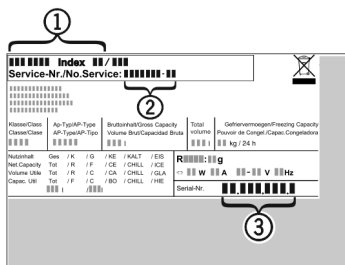 1
Index / 
Service-Nr./No.Service: -
2
Klasse/Class Ap-Typ/AP-Type Bruttoinhalt/Gross Capacity Total Gefriervermoegen/Freezing Capacity
Classe/Clase AP-Type/AP-Tipo Volume Brut/Capacidad Bruta volume Pouvoir de Congel./Capac.Congeladora
l l kg / 24 h
Nutzinhalt Ges / K / G / KE / KALT / EIS
Net.Capacity Tot / R / F / CE / CHILL / ICE
Volume Utile Tot / R / C / CA / CHILL / GLA
Capac. Util Tot / F / C / BO / CHILL / HIE
l / l
R : g
W A - V Hz
Serial-Nr.
3